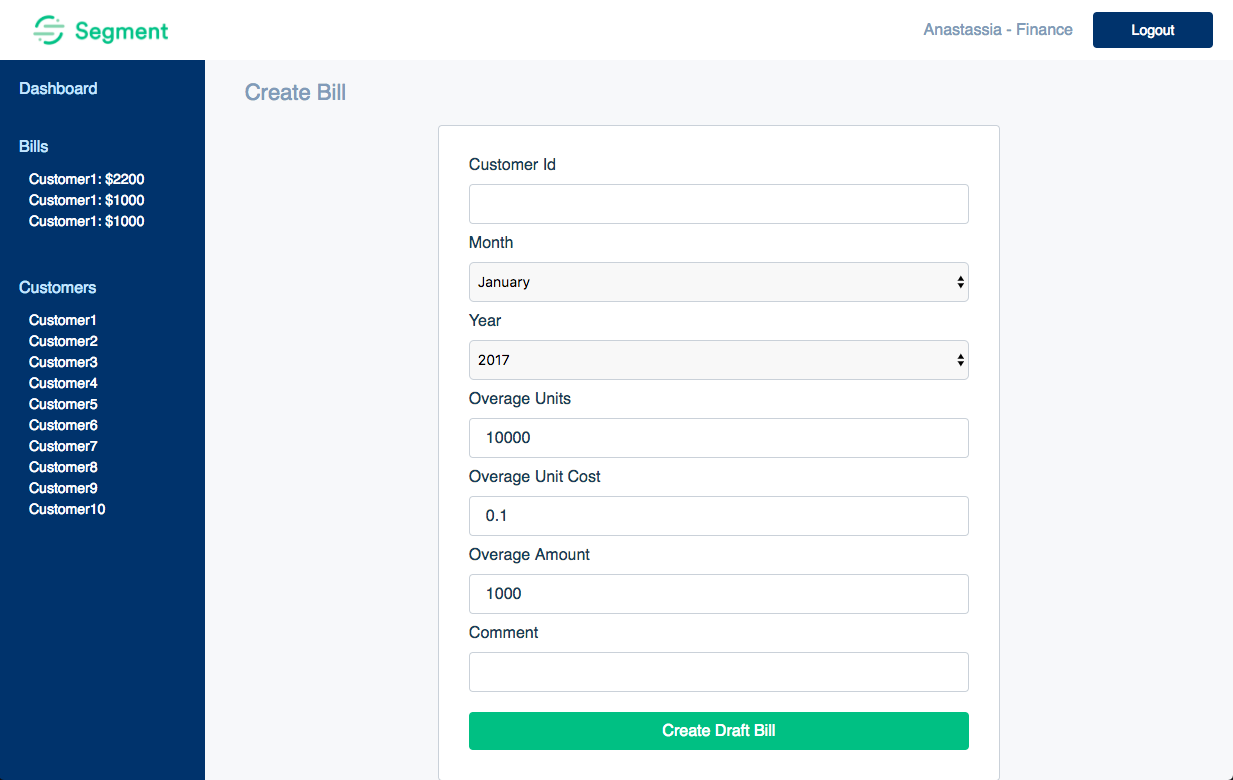 Segment
Anastassia - Finance
Logout
Dashboard
Bills
Customer1: $2200
Customer1: $1000
Customer1: $1000
Customers
Customer1
Customer2
Customer3
Customer4
Customer5
Customer6
Customer7
Customer8
Customer9
Customer10
Create Bill
Customer Id
Month
January
Year
2017
Overage Units
10000
Overage Unit Cost
0.1
Overage Amount
1000
Comment
Create Draft Bill